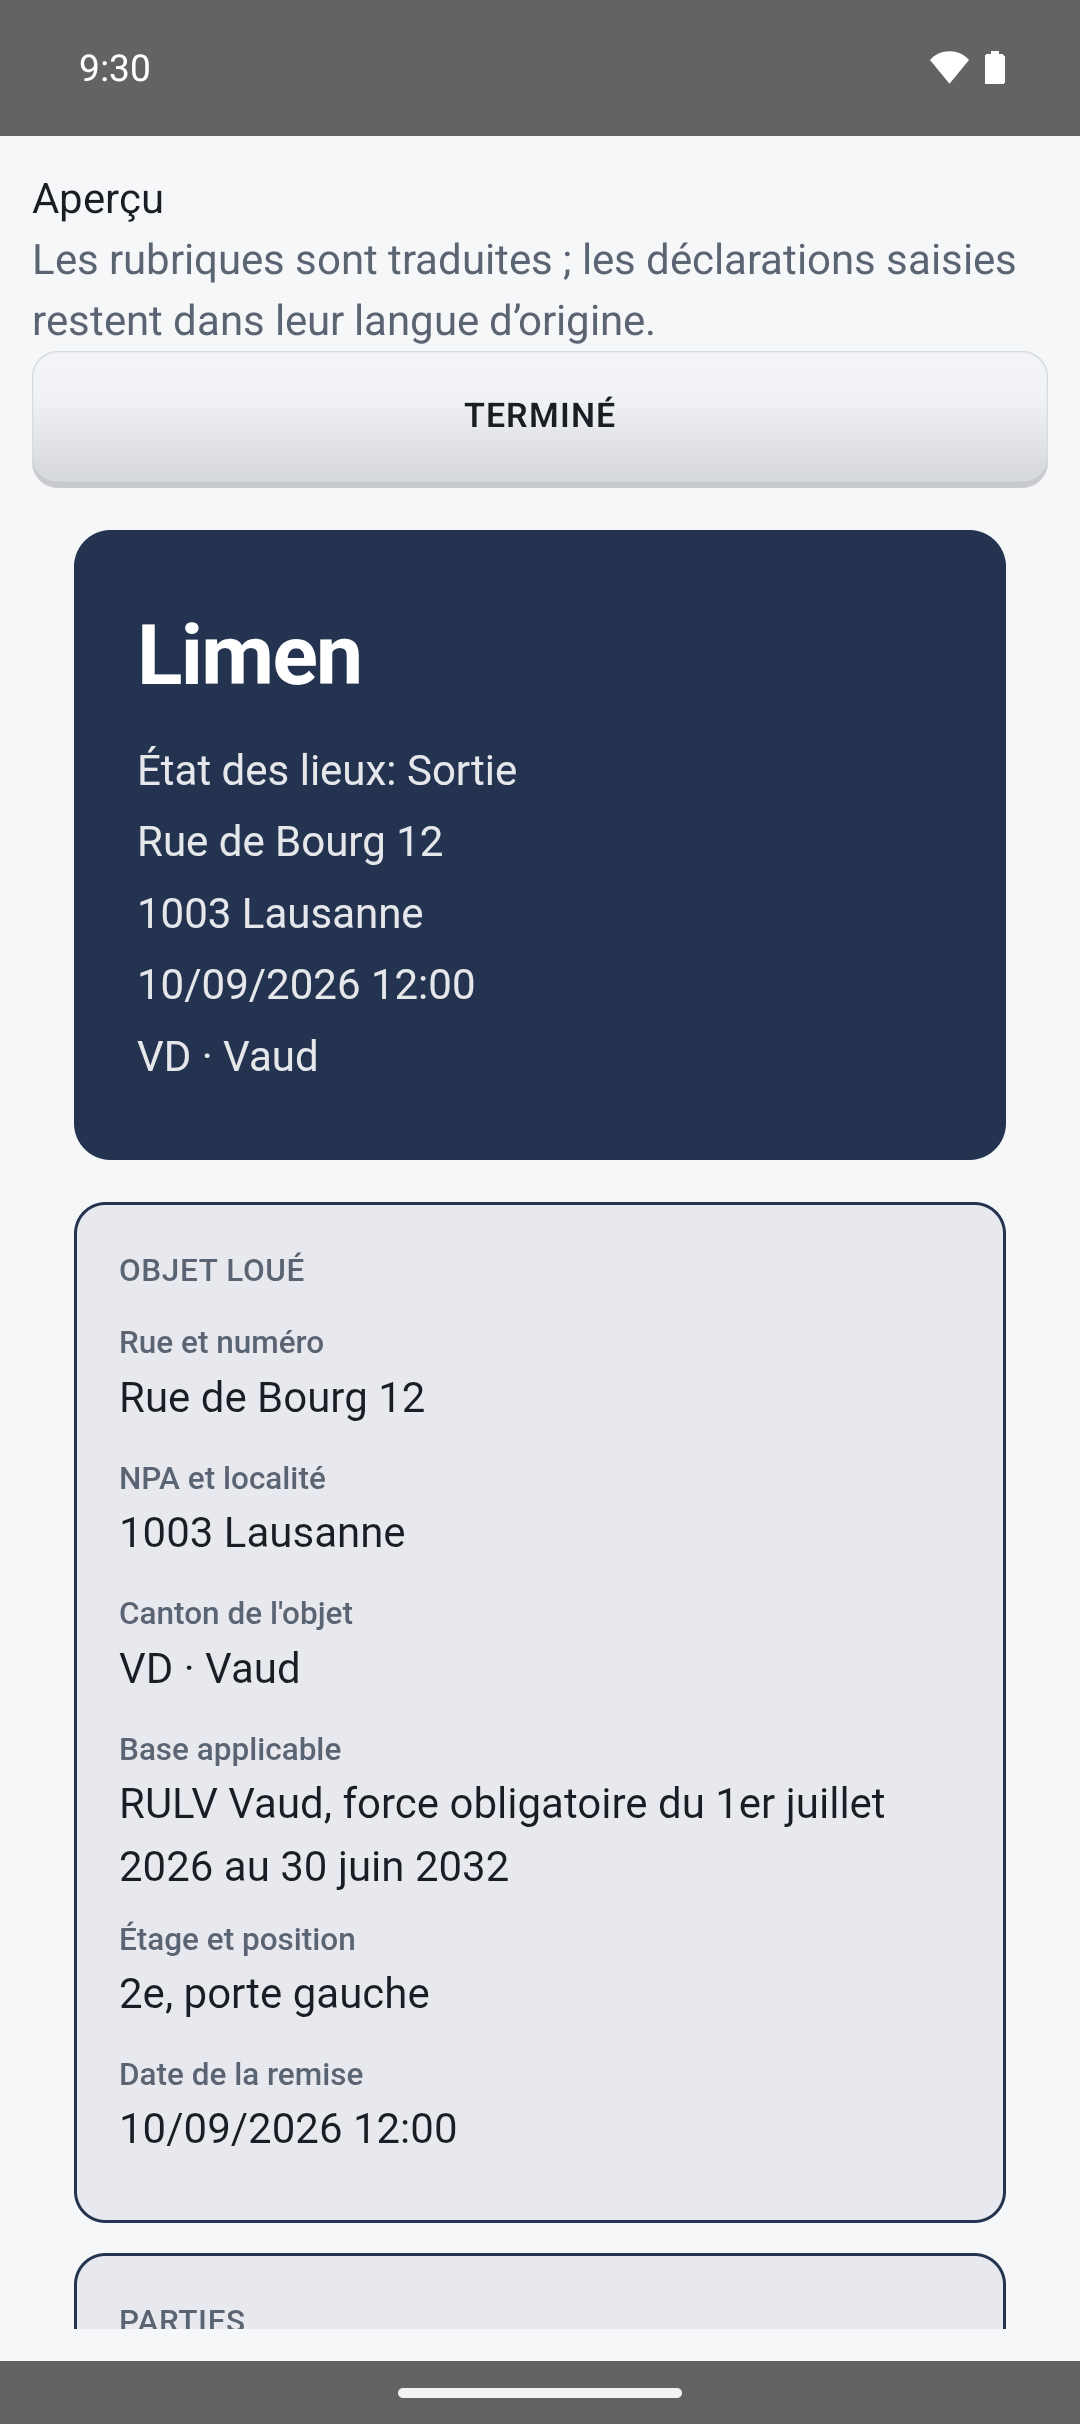 9:30
Aperçu
Les rubriques sont traduites ; les déclarations saisies
restent dans leur langue d’origine.
TERMINÉ
Limen
État des lieux: Sortie
Rue de Bourg 12
1003 Lausanne
10/09/2026 12:00
VD · Vaud
OBJET LOUÉ
Rue et numéro
Rue de Bourg 12
NPA et localité
1003 Lausanne
Canton de l'objet
VD · Vaud
Base applicable
RULV Vaud, force obligatoire du 1er juillet
2026 au 30 juin 2032
Étage et position
2e, porte gauche
Date de la remise
10/09/2026 12:00
PARTIES